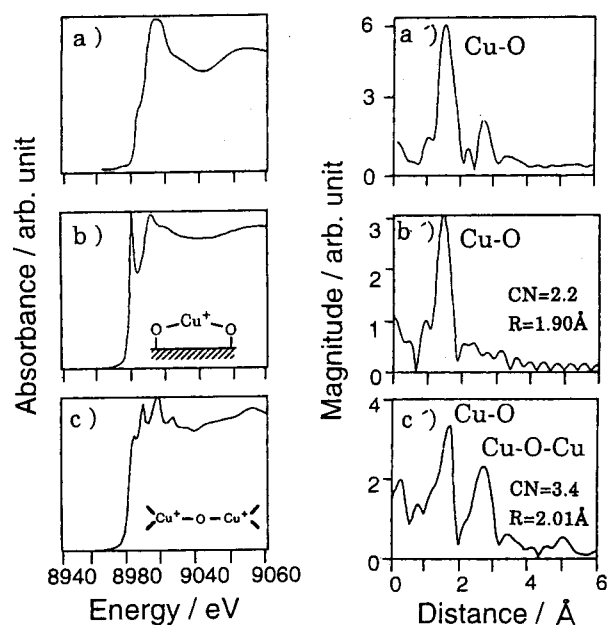 a )
b )
O Cu+ O
c )
Cu+ — O — Cu+
8940 8980 9040 9060
Energy / eV
Absorbance / arb. unit
a ´)
Cu-O
6
3
0
b ´)
Cu-O
CN=2.2
R=1.90Å
3
1
0
c ´)
Cu-O
Cu-O-Cu
CN=3.4
R=2.01Å
4
2
0
0 2 4 6
Distance / Å
Magnitude / arb. unit